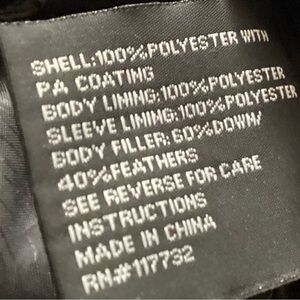 SHELL:100%POLYESTER WITH
PA COATING
BODY LINING:100%POLYESTER
SLEEVE LINING:100%POLYESTER
BODY FILLER:60%DOWN/
40%FEATHERS
SEE REVERSE FOR CARE
INSTRUCTIONS
MADE IN CHINA
RN#117732